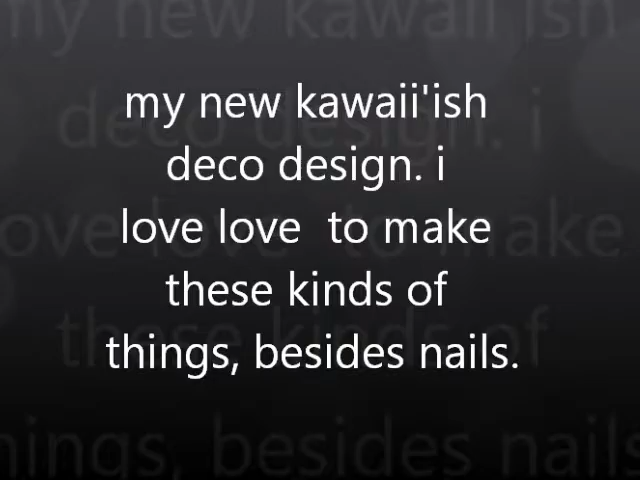 my new kawaii'ish
deco design. i
love love  to make
these kinds of
things, besides nails.